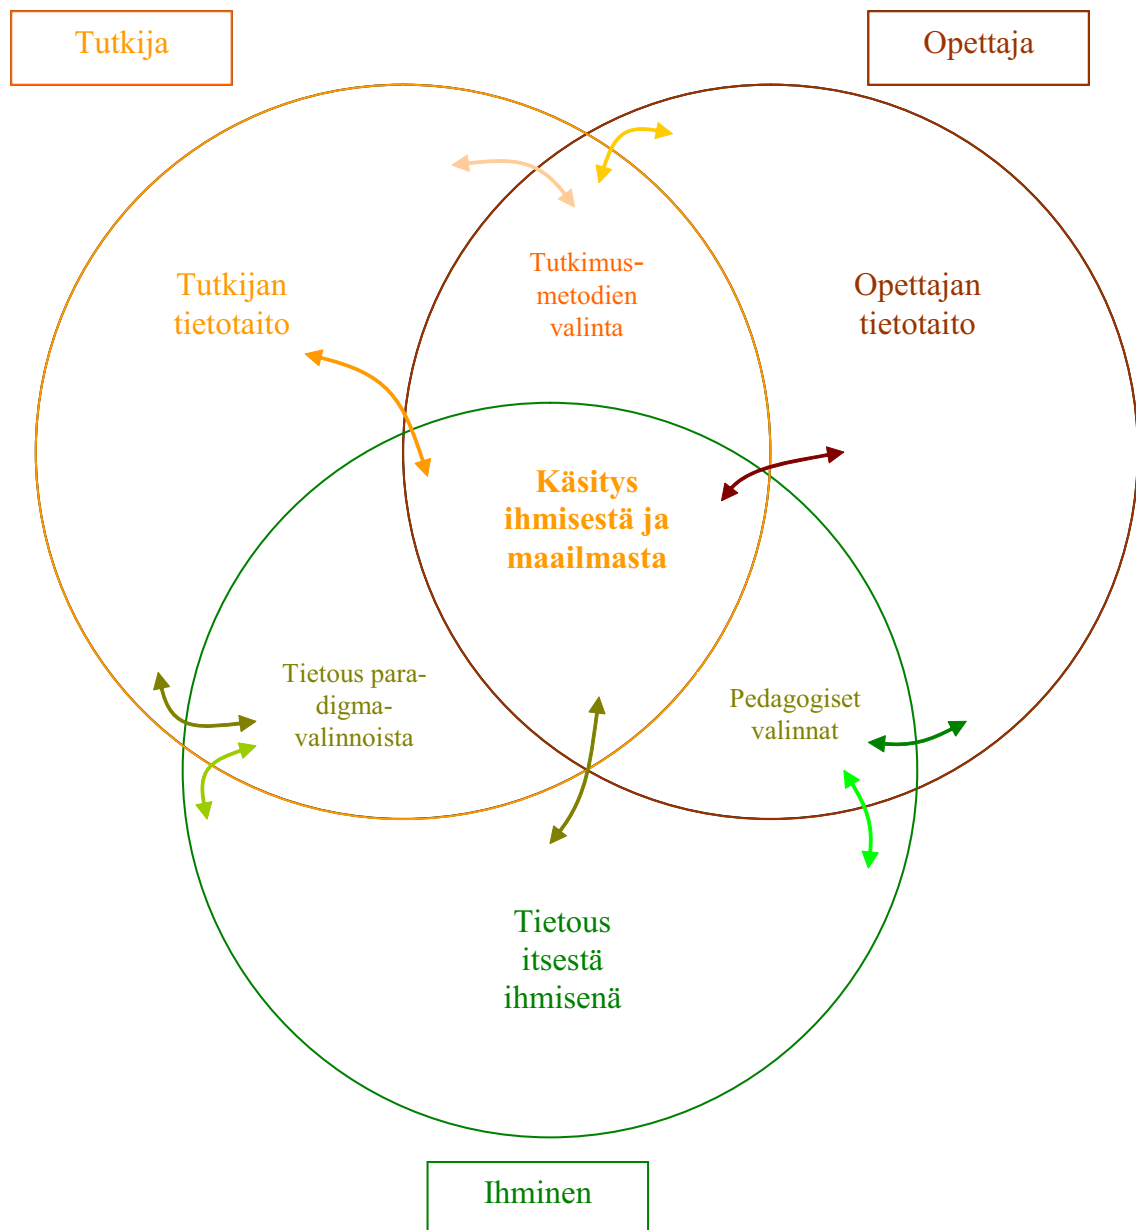 Tutkija
Opettaja
Tutkijan
tietotaito
Tutkimus-
metodien
valinta
Opettajan
tietotaito
Käsitys
ihmisestä ja
maailmasta
Tietous para-
digma-
valinnoista
Pedagogiset
valinnat
Tietous
itsestä
ihmisenä
Ihminen